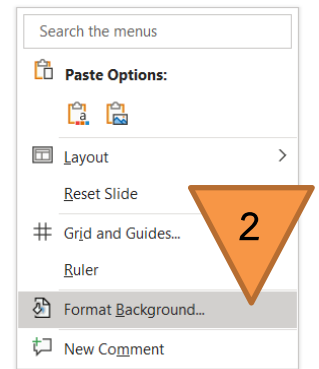 Search the menus
Paste Options:
a
Layout
Reset Slide
2
Grid and Guides...
Ruler
Format Background...
New Comment